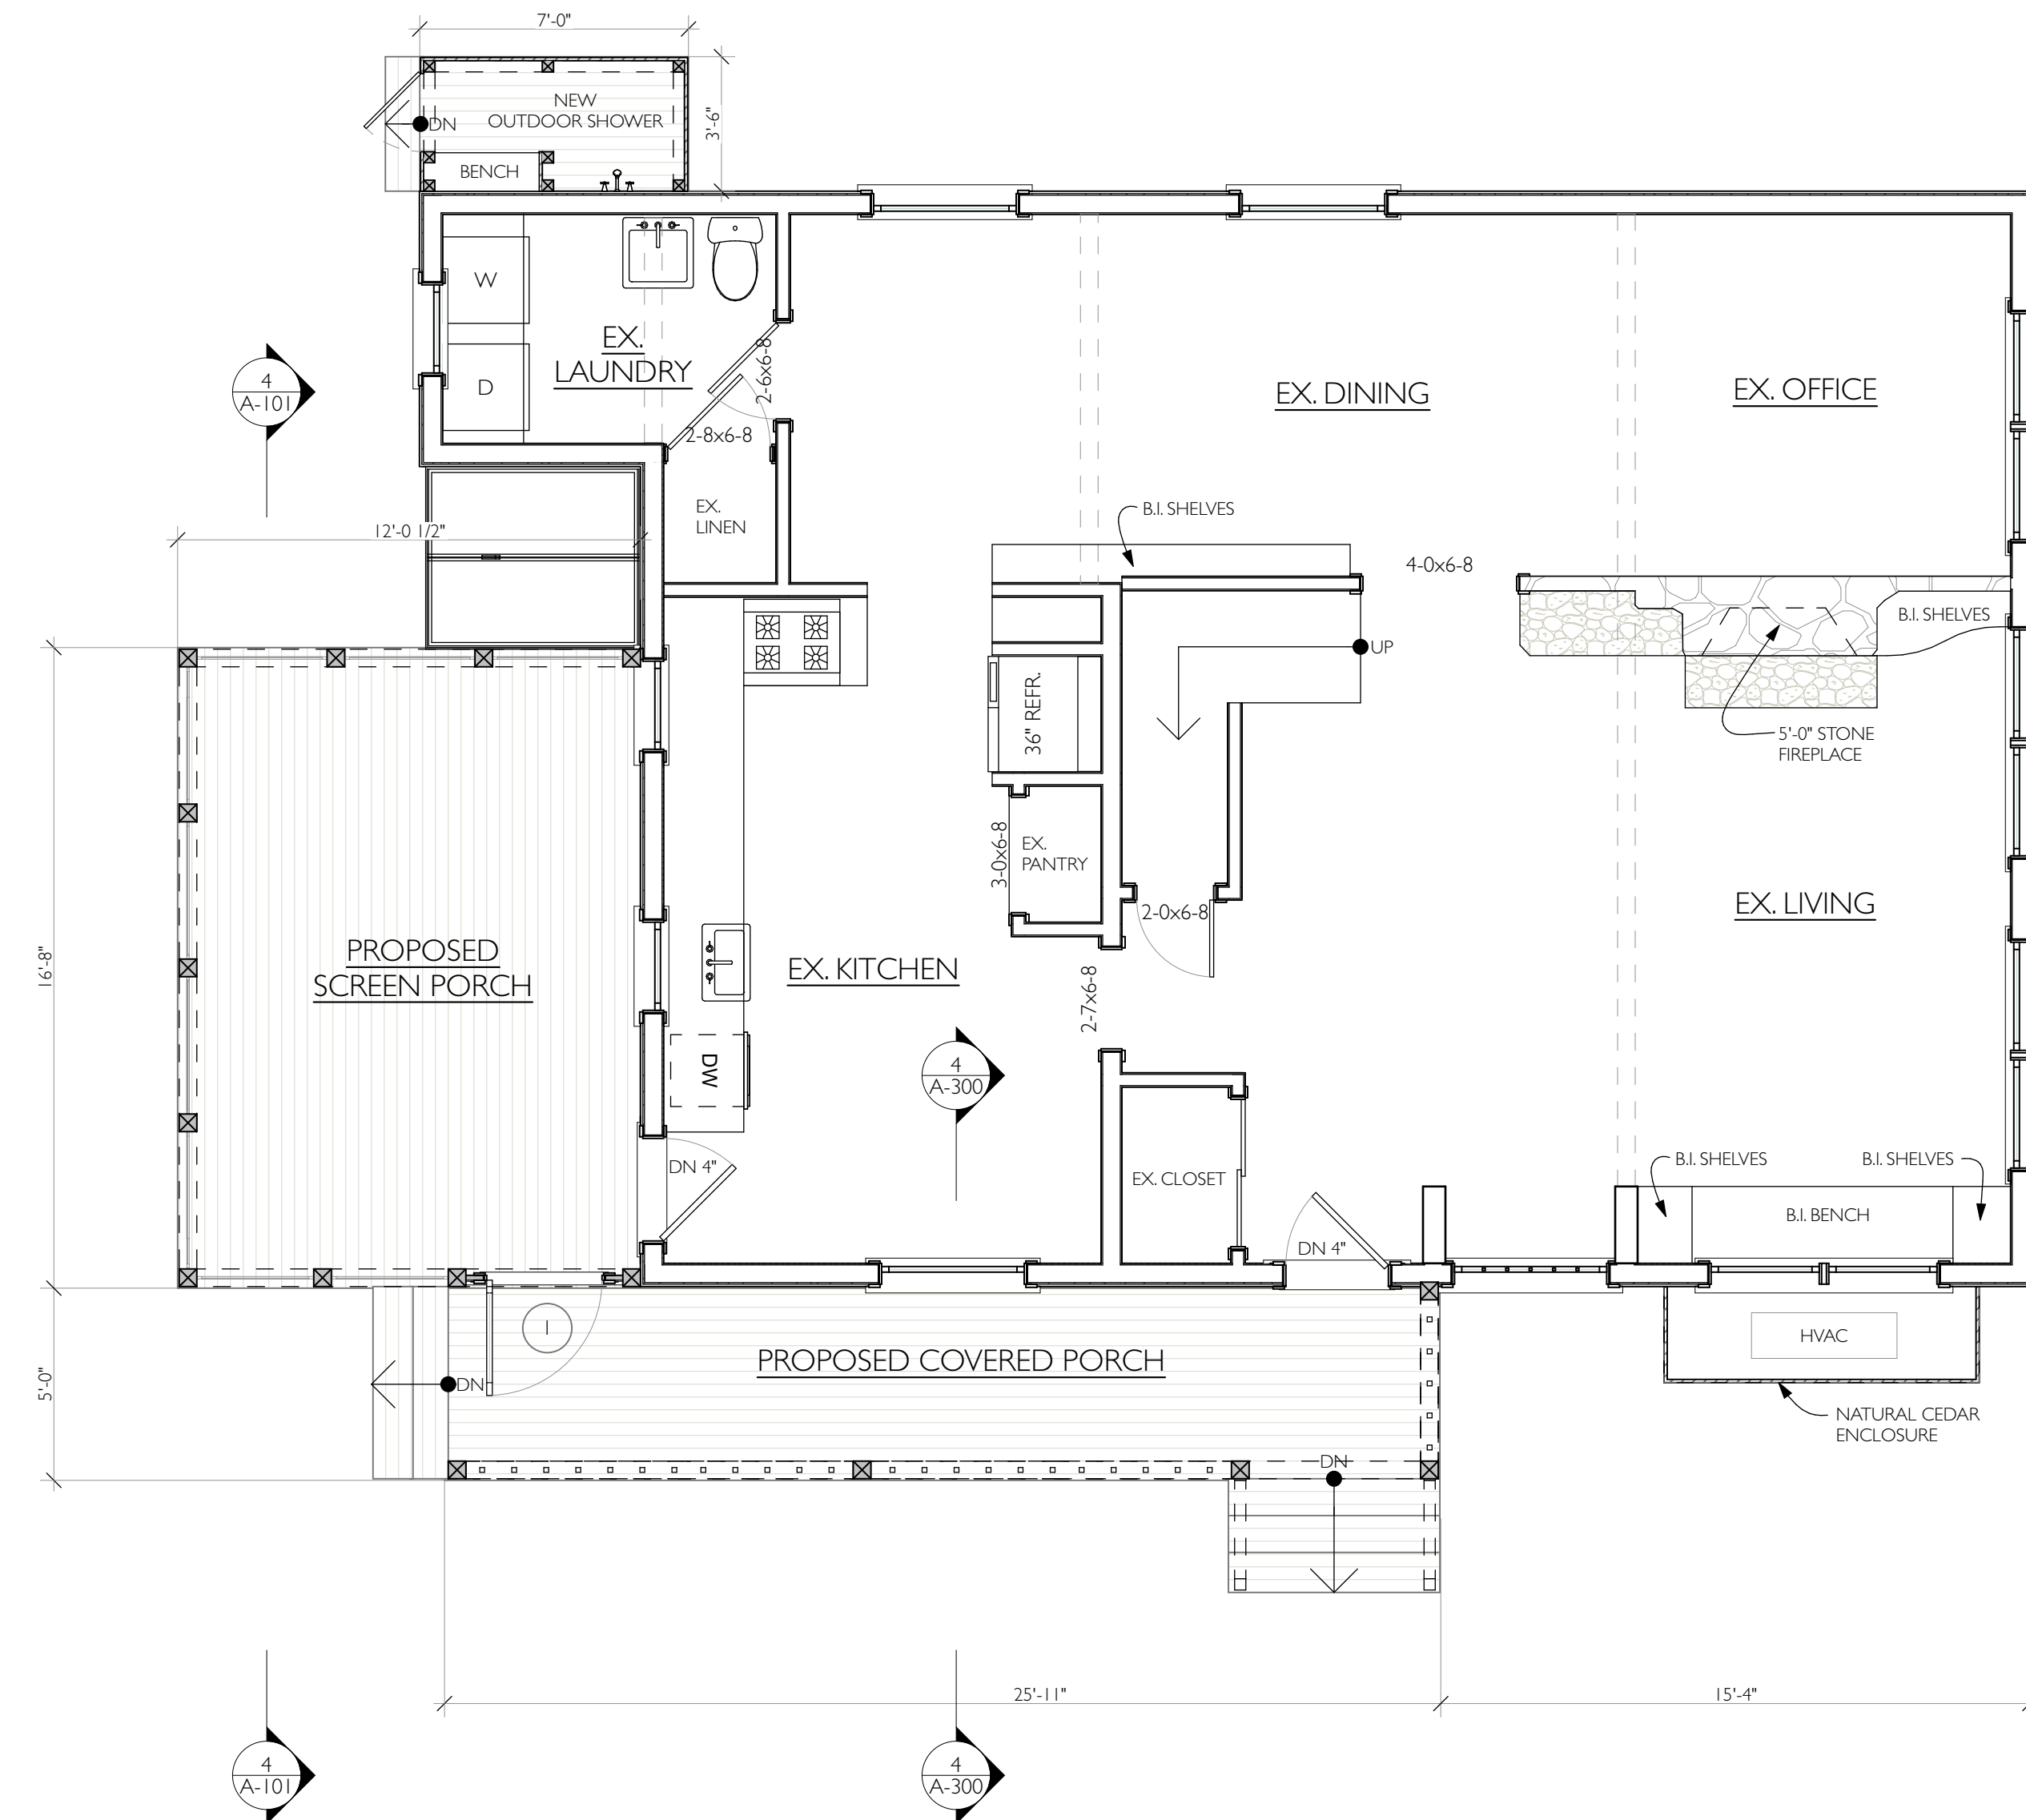 7'-0"
NEW
OUTDOOR SHOWER
3'-6"
DN
BENCH
W
EX.
LAUNDRY
2-6x6-8
4
A-101
D
EX. DINING
EX. OFFICE
2-8x6-8
EX.
LINEN
B.I. SHELVES
12'-0 1/2"
4-0x6-8
B.I. SHELVES
UP
36" REFR.
5'-0" STONE
FIREPLACE
3-0x6-8
EX.
PANTRY
2-0x6-8
EX. LIVING
16'-8"
PROPOSED
SCREEN PORCH
EX. KITCHEN
2-7x6-8
DW
4
A-300
DN 4"
EX. CLOSET
B.I. SHELVES
B.I. SHELVES
B.I. BENCH
DN 4"
1
HVAC
PROPOSED COVERED PORCH
5'-0"
DN
NATURAL CEDAR
ENCLOSURE
DN
25'-11"
15'-4"
4
A-101
4
A-300